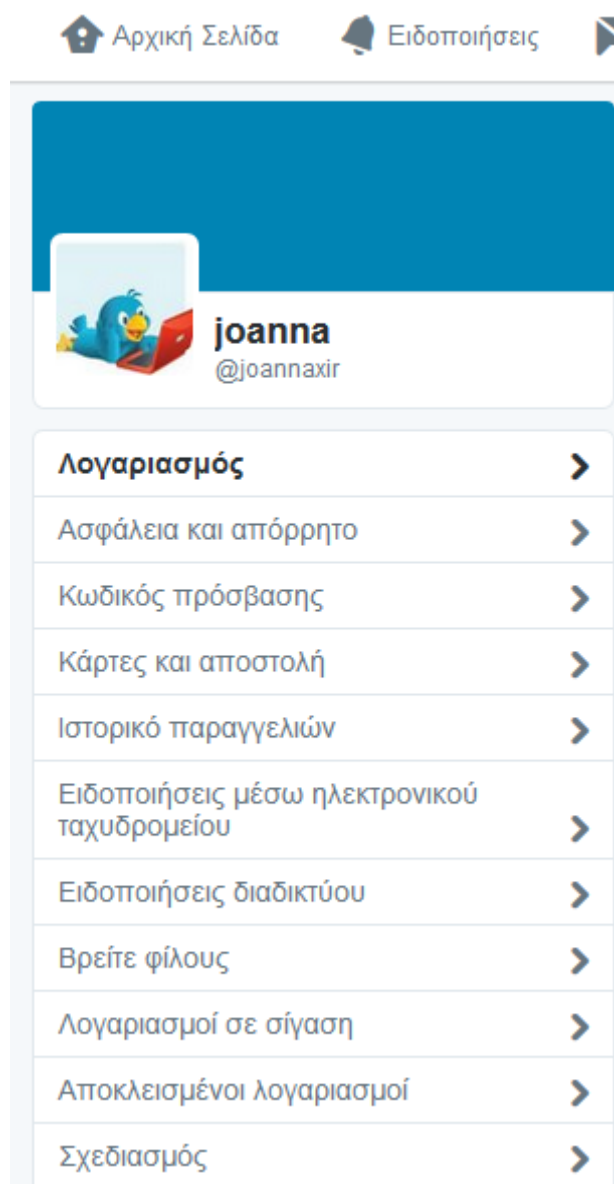 Αρχική Σελίδα Ειδοποιήσεις
joanna
@joannaxir
Λογαριασμός
Ασφάλεια και απόρρητο
Κωδικός πρόσβασης
Κάρτες και αποστολή
Ιστορικό παραγγελιών
Ειδοποιήσεις μέσω ηλεκτρονικού
ταχυδρομείου
Ειδοποιήσεις διαδικτύου
Βρείτε φίλους
Λογαριασμοί σε σίγαση
Αποκλεισμένοι λογαριασμοί
Σχεδιασμός